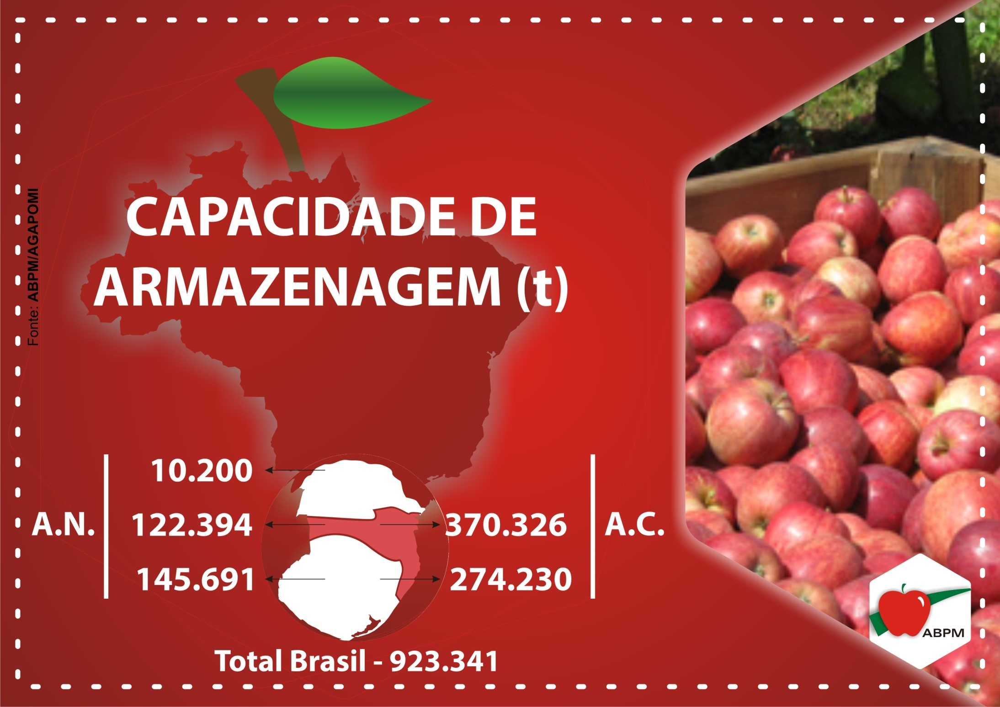 CAPACIDADE DE
ARMAZENAGEM (t)
Fonte: ABPM/AGAPOMI
A.N.
10.200
122.394
145.691
370.326
274.230
A.C.
Total Brasil - 923.341
ABPM